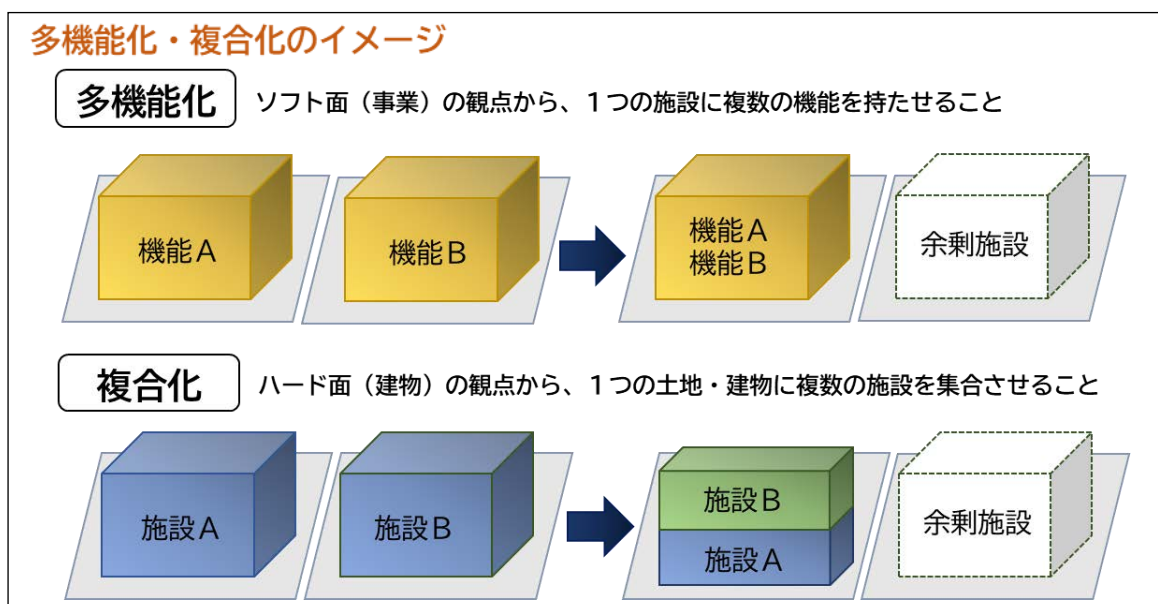 多機能化・複合化のイメージ
多機能化
ソフト面（事業）の観点から、１つの施設に複数の機能を持たせること
機能Ａ
機能Ｂ
機能Ａ
機能Ｂ
余剰施設
複合化
ハード面（建物）の観点から、１つの土地・建物に複数の施設を集合させること
施設Ａ
施設Ｂ
施設Ｂ
施設Ａ
余剰施設